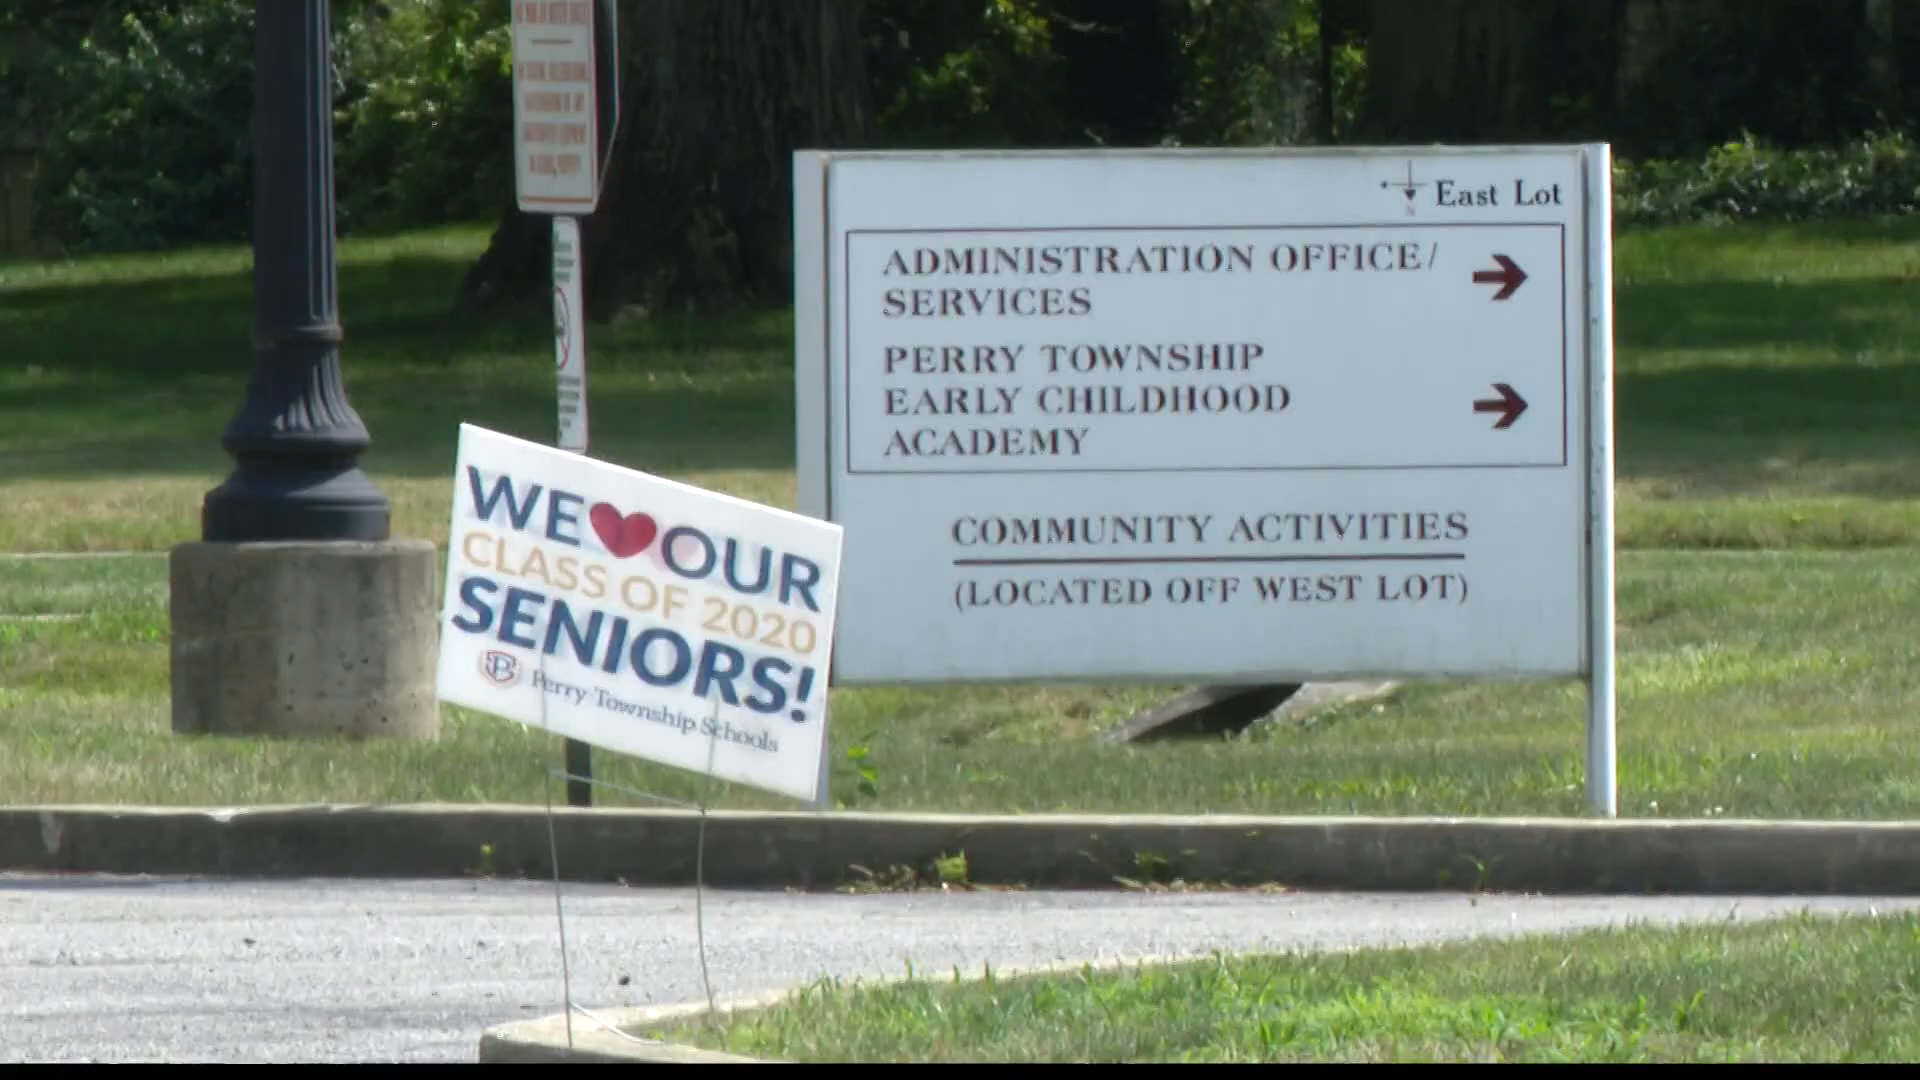 East Lot
ADMINISTRATION OFFICE/
SERVICES
PERRY TOWNSHIP
EARLY CHILDHOOD
ACADEMY
COMMUNITY ACTIVITIES
(LOCATED OFF WEST LOT)
WE OUR
CLASS OF 2020
SENIORS!
Perry Township Schools